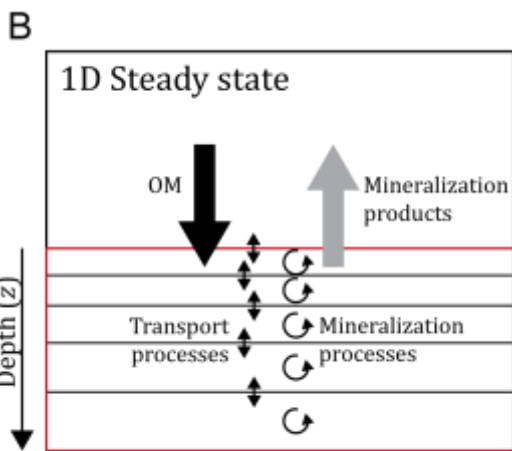 B
1D Steady state
OM
Mineralization
products
Transport
processes
Mineralization
processes
Depth (z)